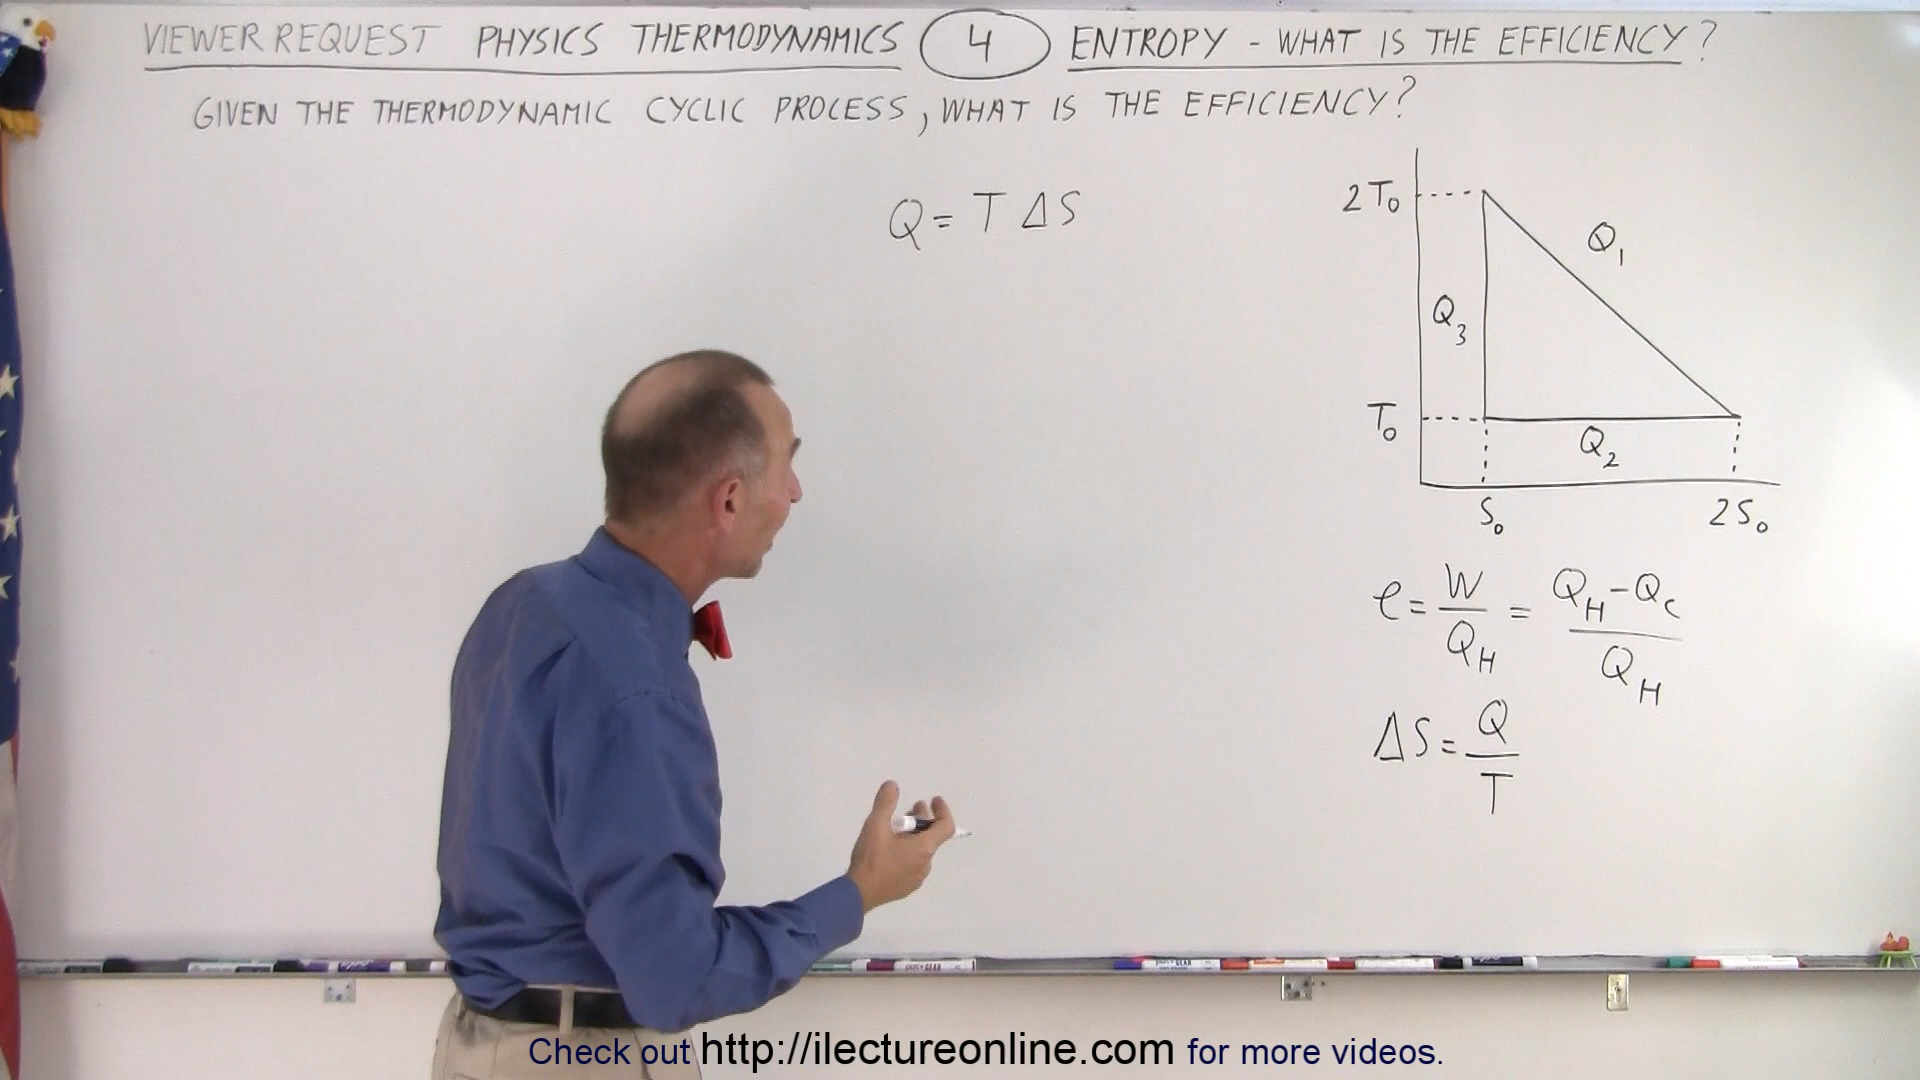 VIEWER REQUEST PHYSICS THERMODYNAMICS 4 ENTROPY - WHAT IS THE EFFICIENCY?
GIVEN THE THERMODYNAMIC CYCLIC PROCESS, WHAT IS THE EFFICIENCY?
Q = T ΔS
2T₀
Q₁
Q₃
T₀
Q₂
S₀ 2S₀
e = W/Q_H = (Q_H - Q_C)/Q_H
ΔS = Q/T
Check out http://ilectureonline.com for more videos.